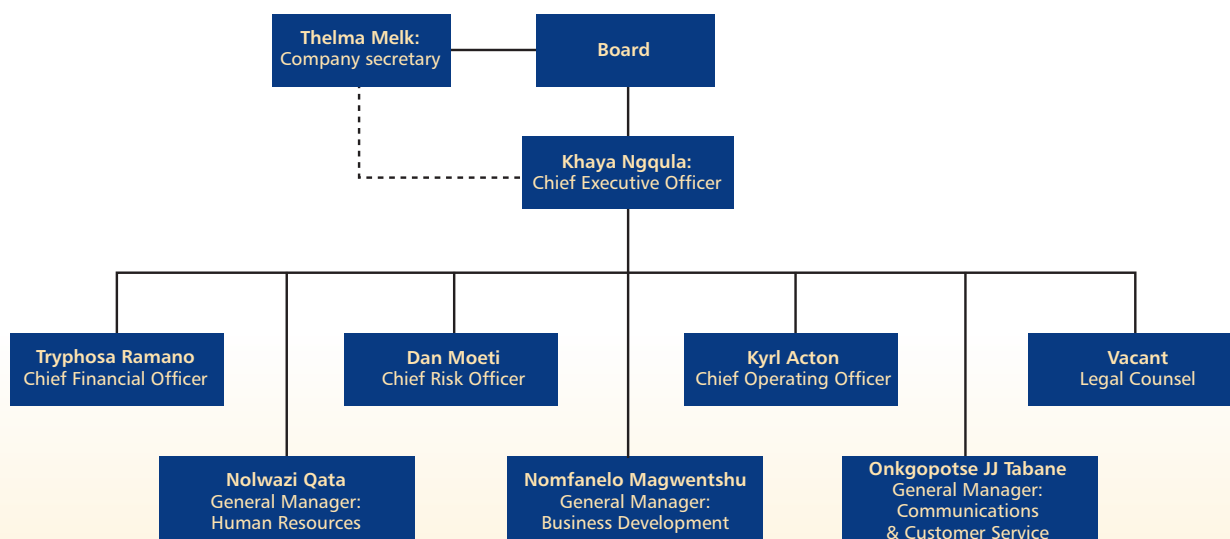 Thelma Melk:
Company secretary
Board
Khaya Ngqula:
Chief Executive Officer
Tryphosa Ramano
Chief Financial Officer
Dan Moeti
Chief Risk Officer
Kyrl Acton
Chief Operating Officer
Vacant
Legal Counsel
Nolwazi Qata
General Manager:
Human Resources
Nomfanelo Magwentshu
General Manager:
Business Development
Onkgopotse JJ Tabane
General Manager:
Communications
& Customer Service